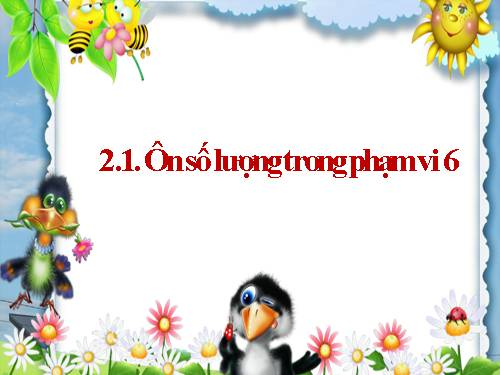 2.1. Ôn số lượng trong phạm vi 6